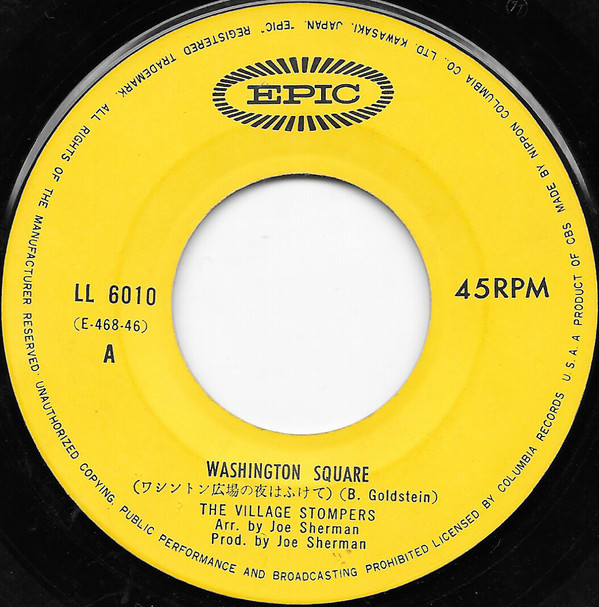 EPIC
LL 6010
(E-468-46)
A
45RPM
WASHINGTON SQUARE
(ワシントン広場の夜はふけて) (B. Goldstein)
THE VILLAGE STOMPERS
Arr. by Joe Sherman
Prod. by Joe Sherman
"EPIC" REGISTERED TRADEMARK. ALL RIGHTS OF THE MANUFACTURER RESERVED. UNAUTHORIZED COPYING, PUBLIC PERFORMANCE AND BROADCASTING PROHIBITED LICENSED BY COLUMBIA RECORDS U.S.A. A PRODUCT OF CBS MADE BY NIPPON COLUMBIA CO., LTD. KAWASAKI, JAPAN.